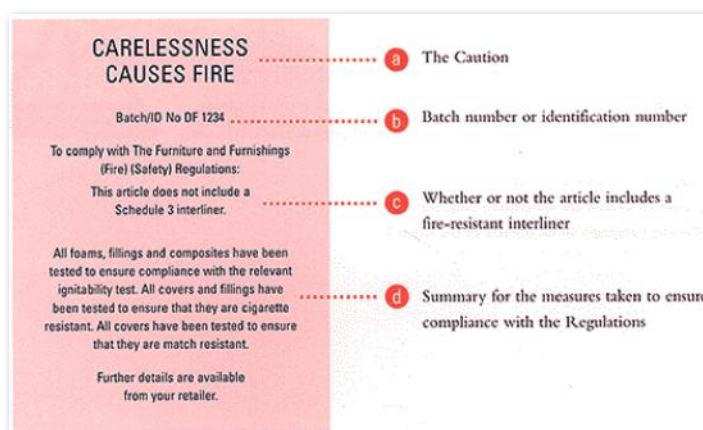 CARELESSNESS
CAUSES FIRE
a The Caution
Batch/ID No DF 1234
b Batch number or identification number
To comply with The Furniture and Furnishings
(Fire) (Safety) Regulations:
This article does not include a
Schedule 3 interliner.
c Whether or not the article includes a
fire-resistant interliner
All foams, fillings and composites have been
tested to ensure compliance with the relevant
ignitability test. All covers and fillings have
been tested to ensure that they are cigarette
resistant. All covers have been tested to ensure
that they are match resistant.
d Summary for the measures taken to ensure
compliance with the Regulations
Further details are available
from your retailer.